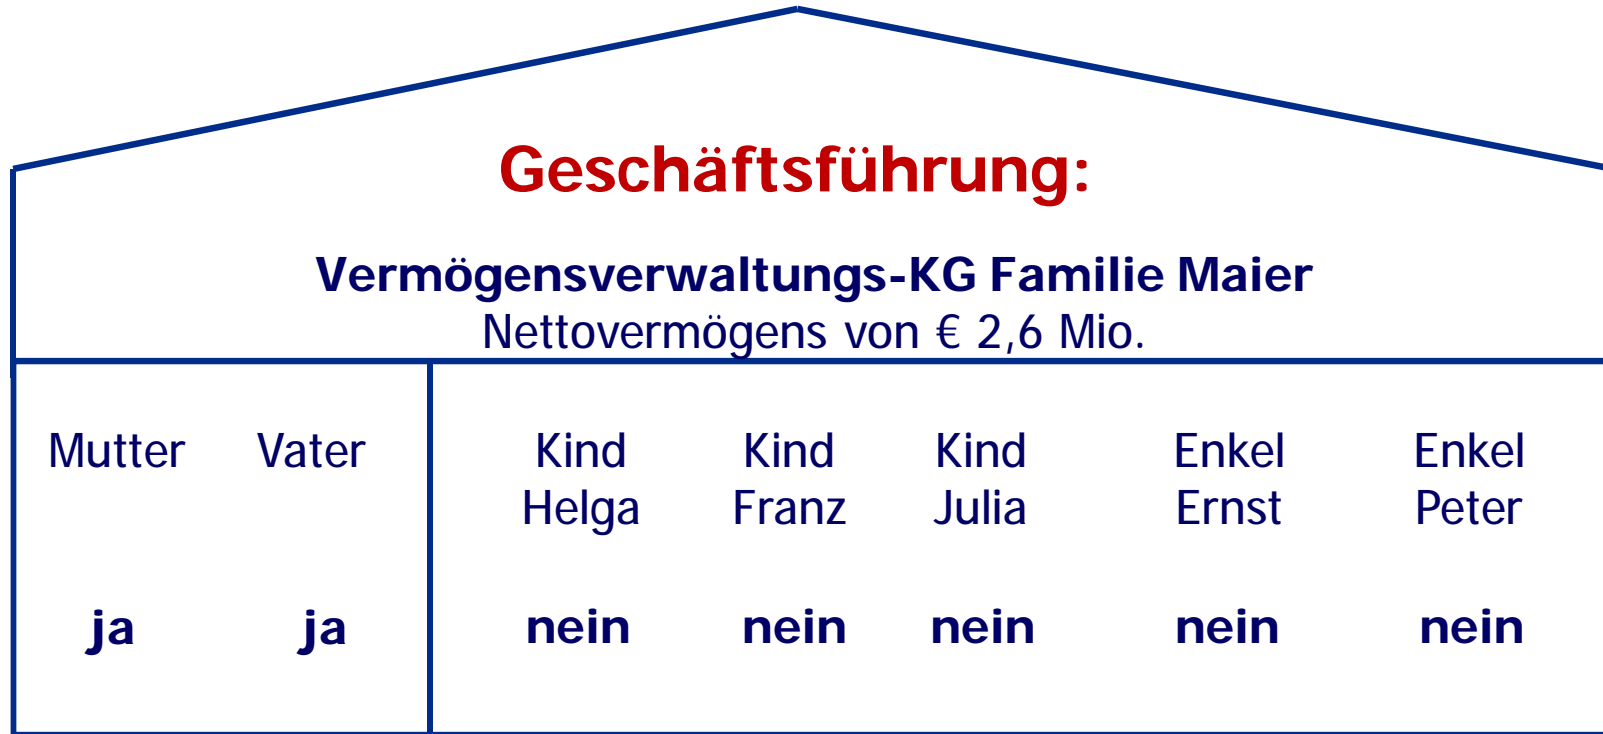 Geschäftsführung:
Vermögensverwaltungs-KG Familie Maier
Nettovermögens von € 2,6 Mio.
Mutter Vater Kind Kind Kind Enkel Enkel
Helga Franz Julia Ernst Peter
ja ja nein nein nein nein nein